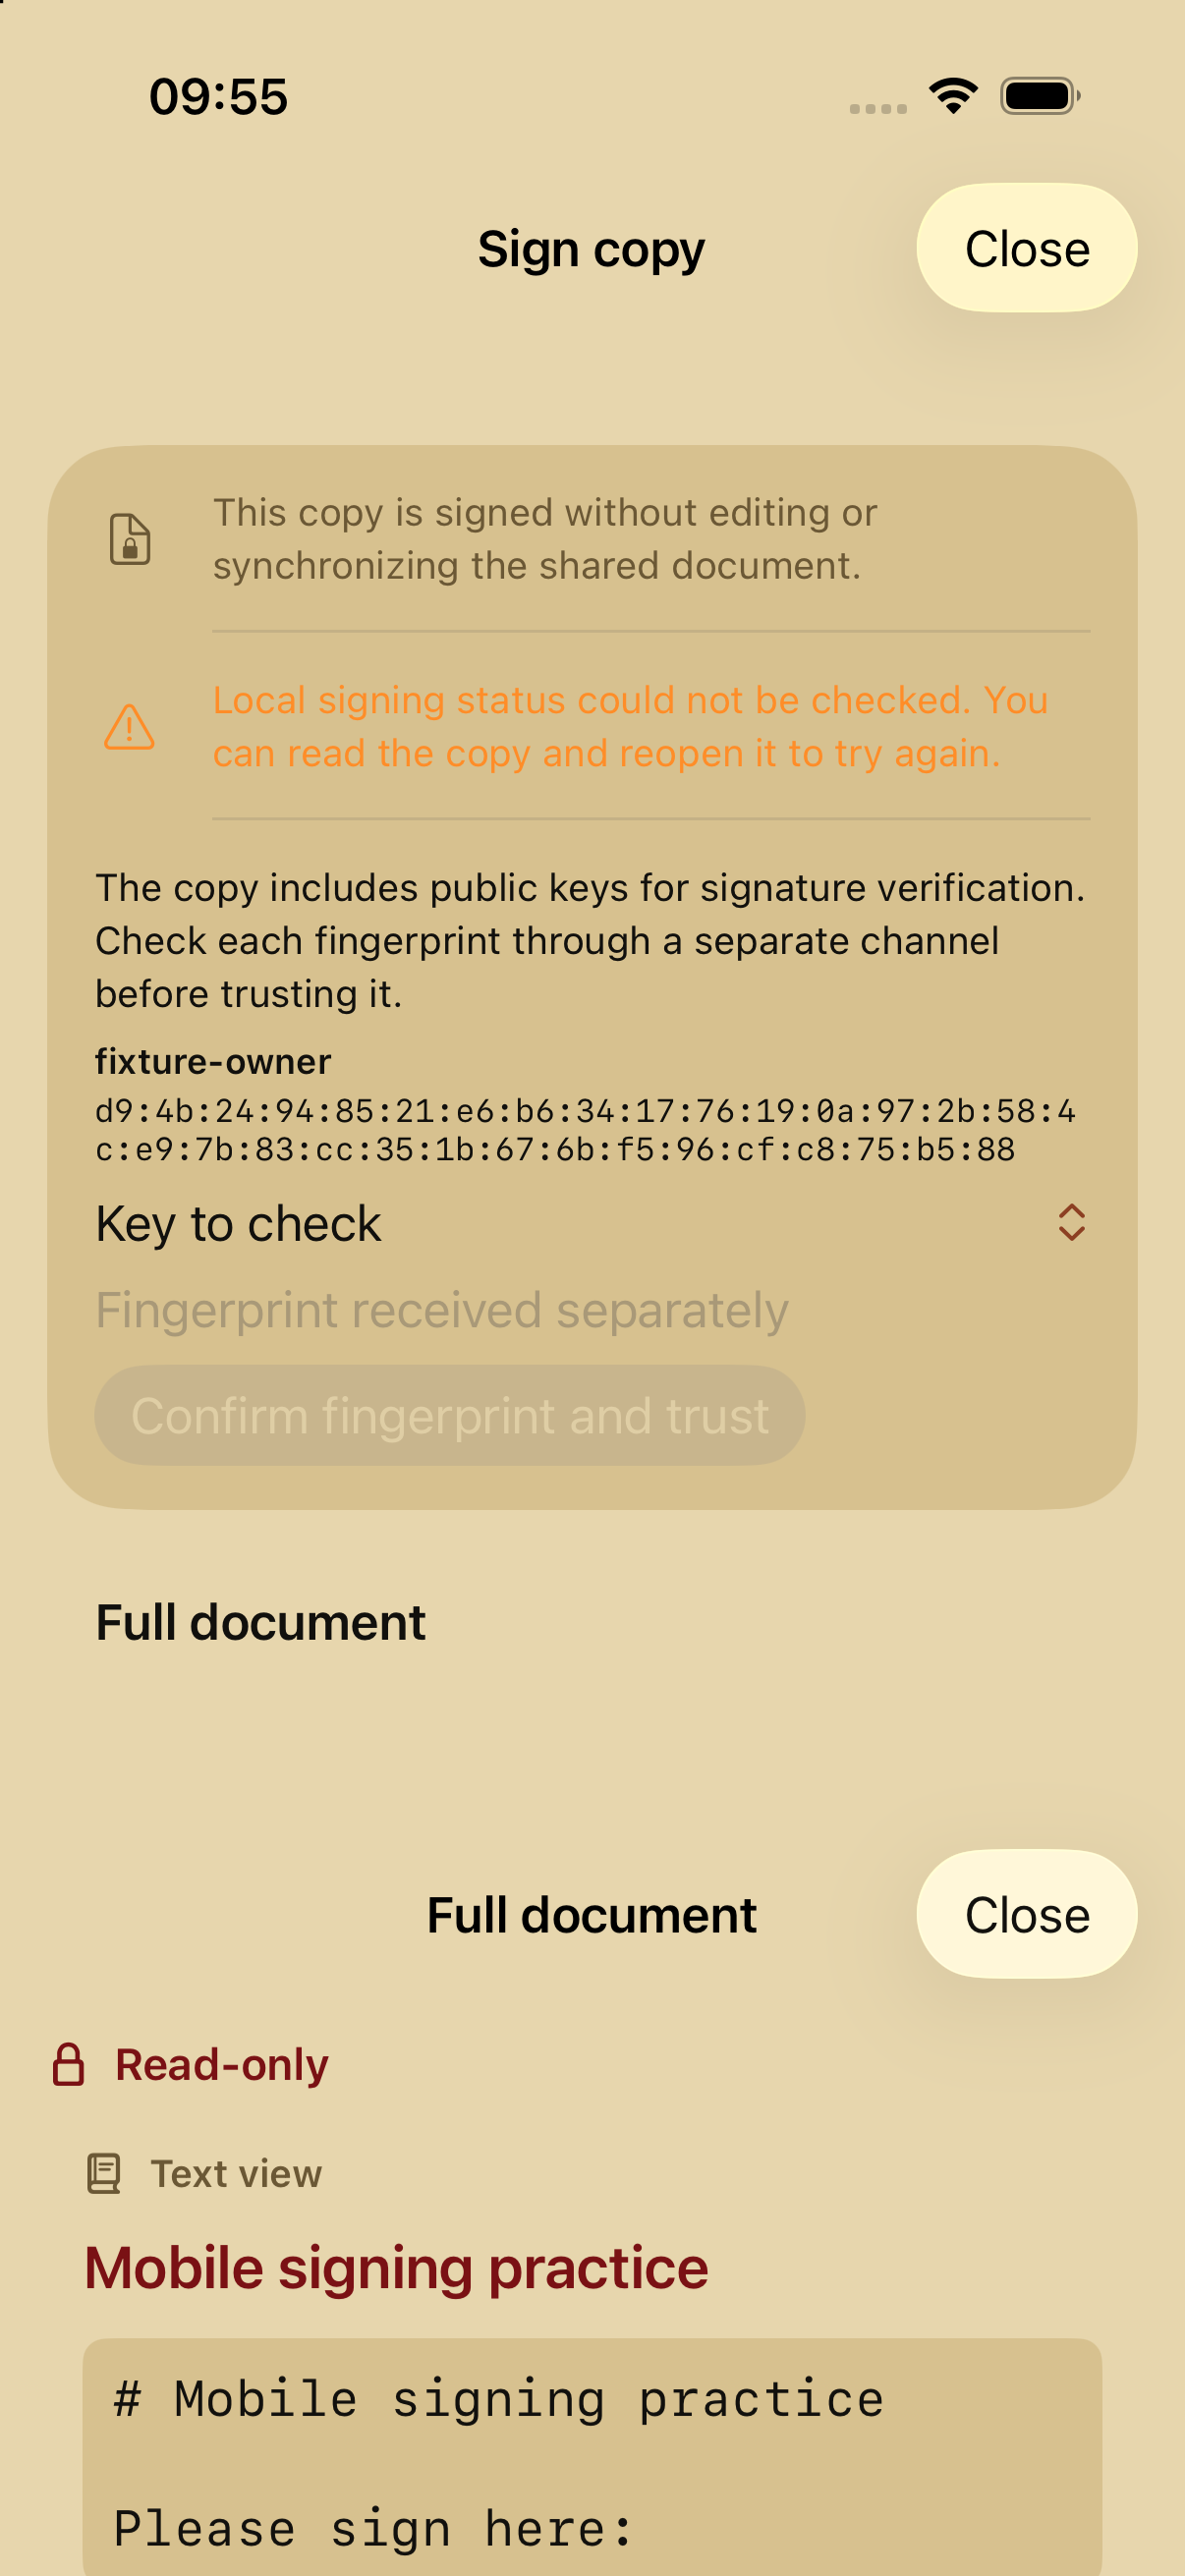 09:55
Sign copy
Close
This copy is signed without editing or
synchronizing the shared document.
Local signing status could not be checked. You
can read the copy and reopen it to try again.
The copy includes public keys for signature verification.
Check each fingerprint through a separate channel
before trusting it.
fixture-owner
d9:4b:24:94:85:21:e6:b6:34:17:76:19:0a:97:2b:58:4
c:e9:7b:83:cc:35:1b:67:6b:f5:96:cf:c8:75:b5:88
Key to check
Fingerprint received separately
Confirm fingerprint and trust
Full document
Full document
Close
Read-only
Text view
Mobile signing practice
# Mobile signing practice
Please sign here: